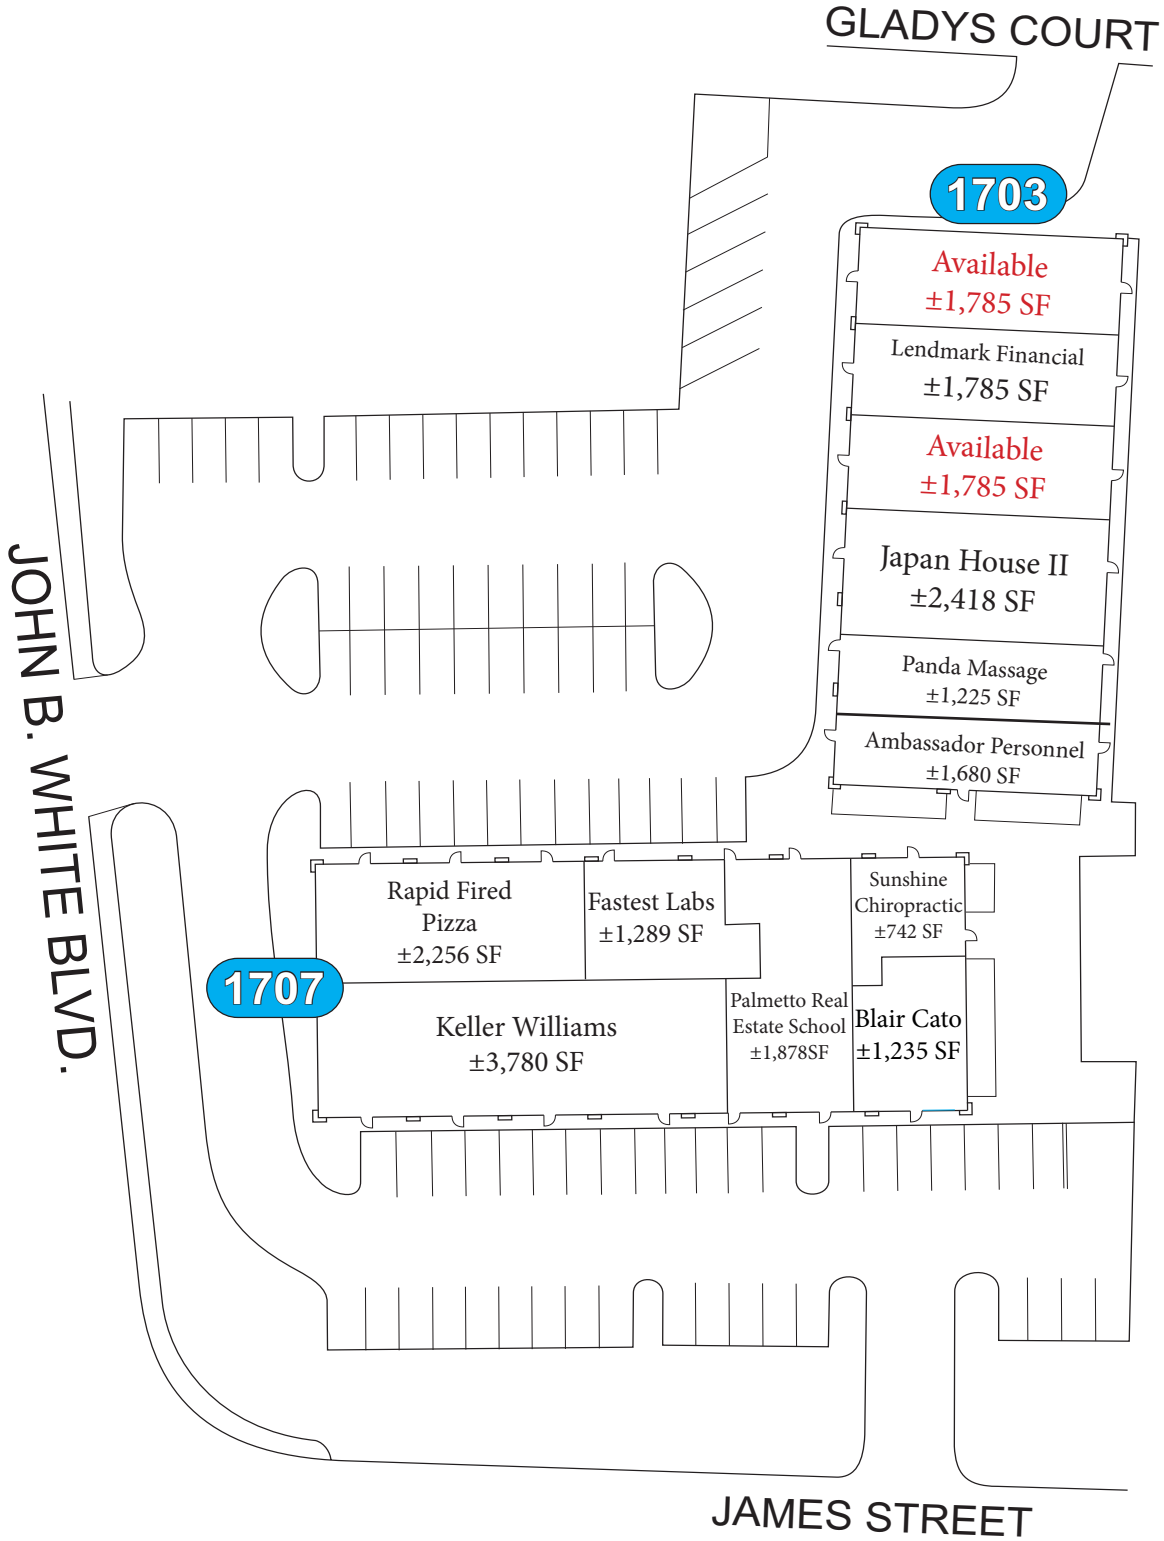 GLADYS COURT
1703
Available
±1,785 SF
Lendmark Financial
±1,785 SF
Available
±1,785 SF
Japan House II
±2,418 SF
Panda Massage
±1,225 SF
Ambassador Personnel
±1,680 SF
JOHN B. WHITE BLVD.
Rapid Fired
Pizza
±2,256 SF
Fastest Labs
±1,289 SF
Sunshine
Chiropractic
±742 SF
1707
Keller Williams
±3,780 SF
Palmetto Real
Estate School
±1,878SF
Blair Cato
±1,235 SF
JAMES STREET